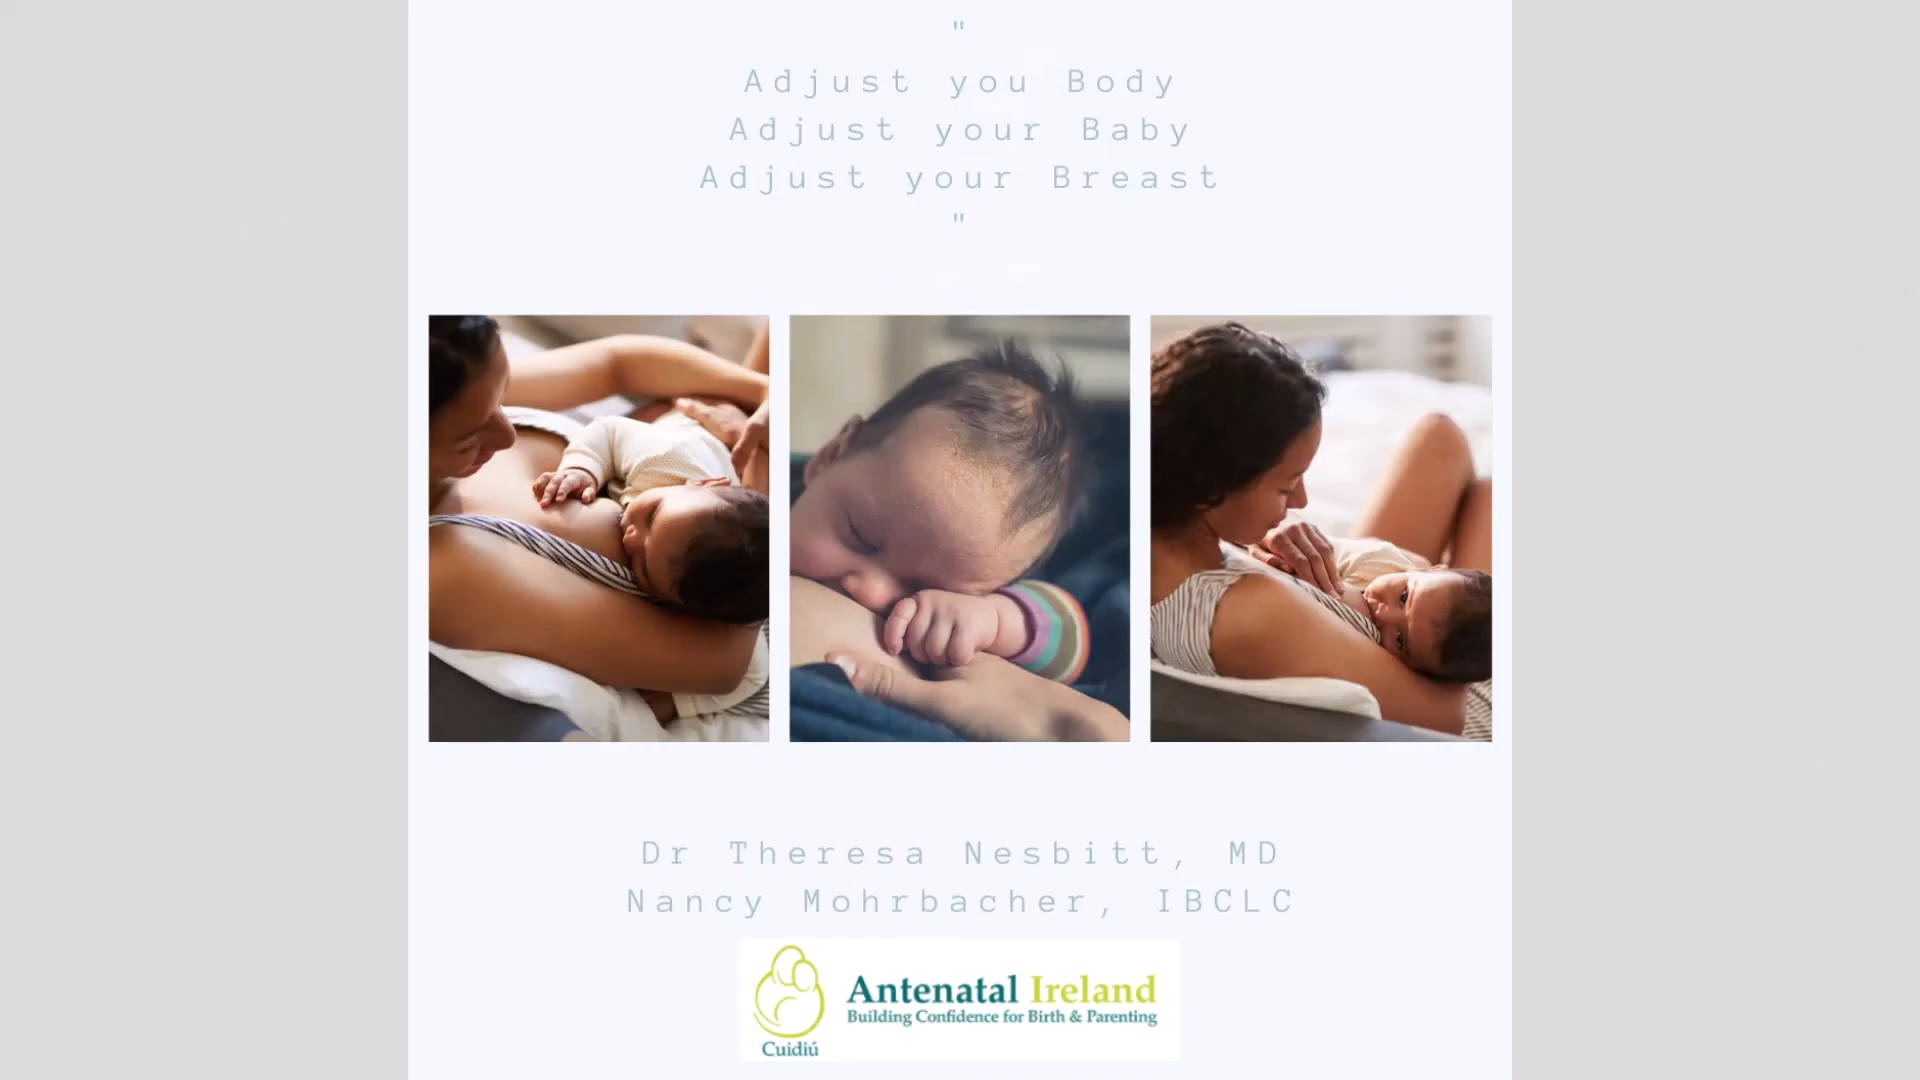 "
Adjust you Body
Adjust your Baby
Adjust your Breast
"
Dr Theresa Nesbitt, MD
Nancy Mohrbacher, IBCLC
Antenatal Ireland
Building Confidence for Birth & Parenting
Cuidiú